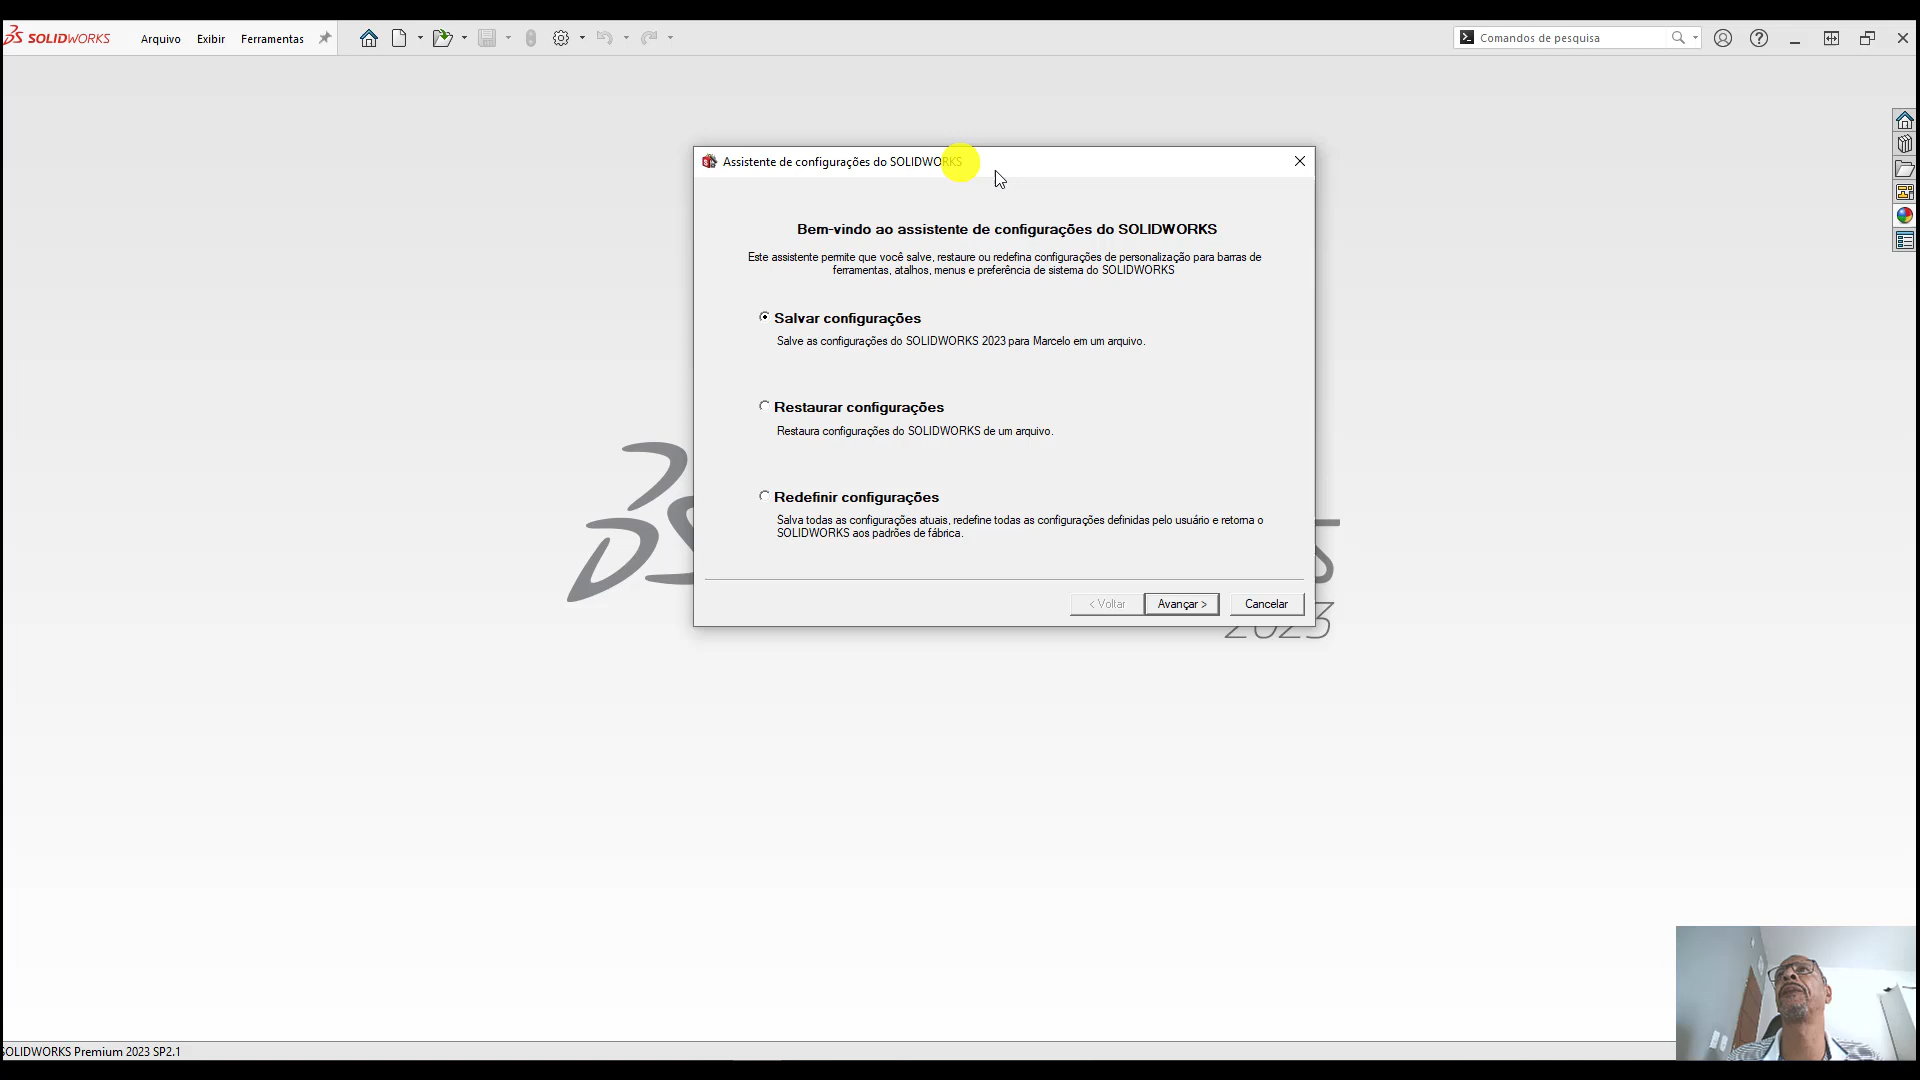 SOLIDWORKS
Arquivo Exibir Ferramentas
Comandos de pesquisa
Assistente de configurações do SOLIDWORKS
Bem-vindo ao assistente de configurações do SOLIDWORKS
Este assistente permite que você salve, restaure ou redefina configurações de personalização para barras de
ferramentas, atalhos, menus e preferência de sistema do SOLIDWORKS
Salvar configurações
Salve as configurações do SOLIDWORKS 2023 para Marcelo em um arquivo.
Restaurar configurações
Restaura configurações do SOLIDWORKS de um arquivo.
Redefinir configurações
Salva todas as configurações atuais, redefine todas as configurações definidas pelo usuário e retorna o
SOLIDWORKS aos padrões de fábrica.
< Voltar Avançar > Cancelar
2023
SOLIDWORKS Premium 2023 SP2.1